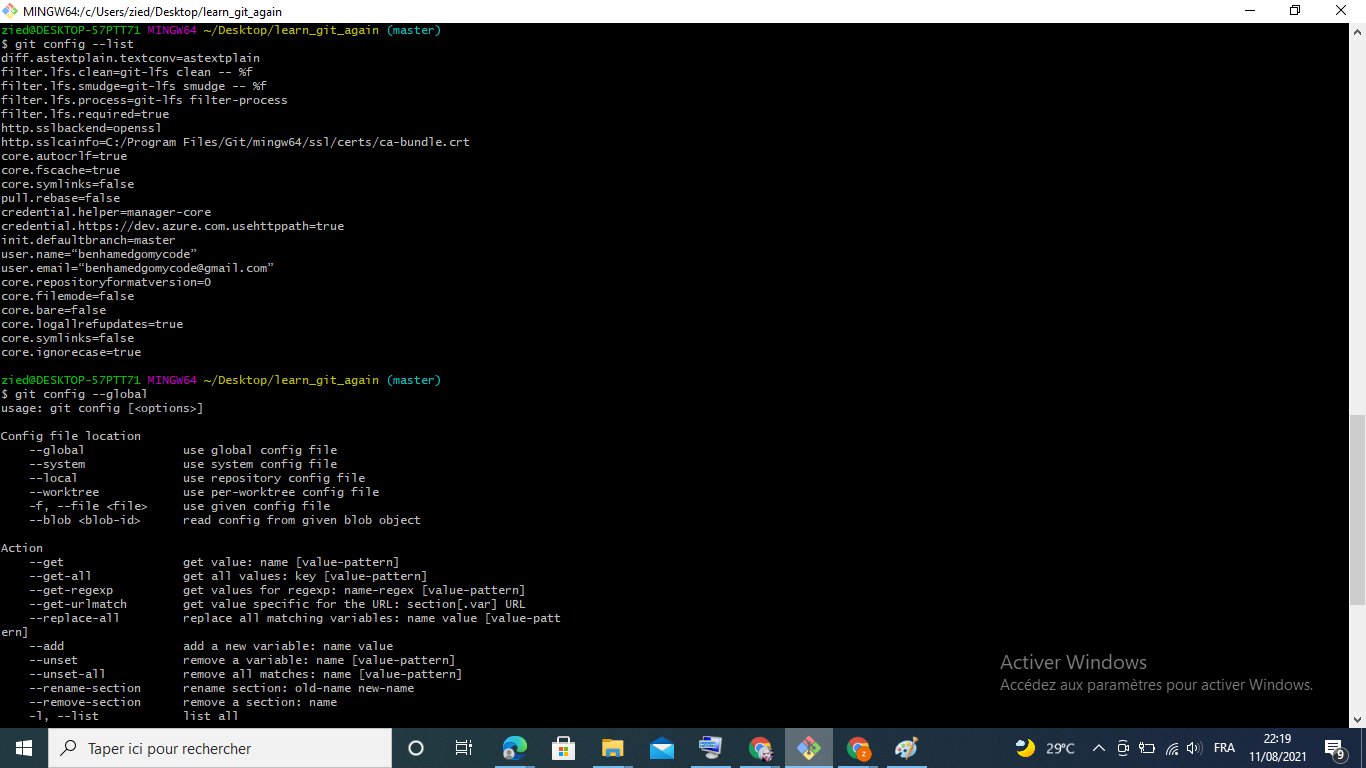 MINGW64:/c/Users/zied/Desktop/learn_git_again
zied@DESKTOP-57PTT71 MINGW64 ~/Desktop/learn_git_again (master)
$ git config --list
diff.astextplain.textconv=astextplain
filter.lfs.clean=git-lfs clean -- %f
filter.lfs.smudge=git-lfs smudge -- %f
filter.lfs.process=git-lfs filter-process
filter.lfs.required=true
http.sslbackend=openssl
http.sslcainfo=C:/Program Files/Git/mingw64/ssl/certs/ca-bundle.crt
core.autocrlf=true
core.fscache=true
core.symlinks=false
pull.rebase=false
credential.helper=manager-core
credential.https://dev.azure.com.usehttppath=true
init.defaultbranch=master
user.name=“benhamedgomycode”
user.email=“benhamedgomycode@gmail.com”
core.repositoryformatversion=0
core.filemode=false
core.bare=false
core.logallrefupdates=true
core.symlinks=false
core.ignorecase=true
zied@DESKTOP-57PTT71 MINGW64 ~/Desktop/learn_git_again (master)
$ git config --global
usage: git config [<options>]
Config file location
--global use global config file
--system use system config file
--local use repository config file
--worktree use per-worktree config file
-f, --file <file> use given config file
--blob <blob-id> read config from given blob object
Action
--get get value: name [value-pattern]
--get-all get all values: key [value-pattern]
--get-regexp get values for regexp: name-regex [value-pattern]
--get-urlmatch get value specific for the URL: section[.var] URL
--replace-all replace all matching variables: name value [value-patt
ern]
--add add a new variable: name value
--unset remove a variable: name [value-pattern]
--unset-all remove all matches: name [value-pattern]
--rename-section rename section: old-name new-name
--remove-section remove a section: name
-l, --list list all
Activer Windows
Accédez aux paramètres pour activer Windows.
Taper ici pour rechercher
29°C
FRA
22:19
11/08/2021
9